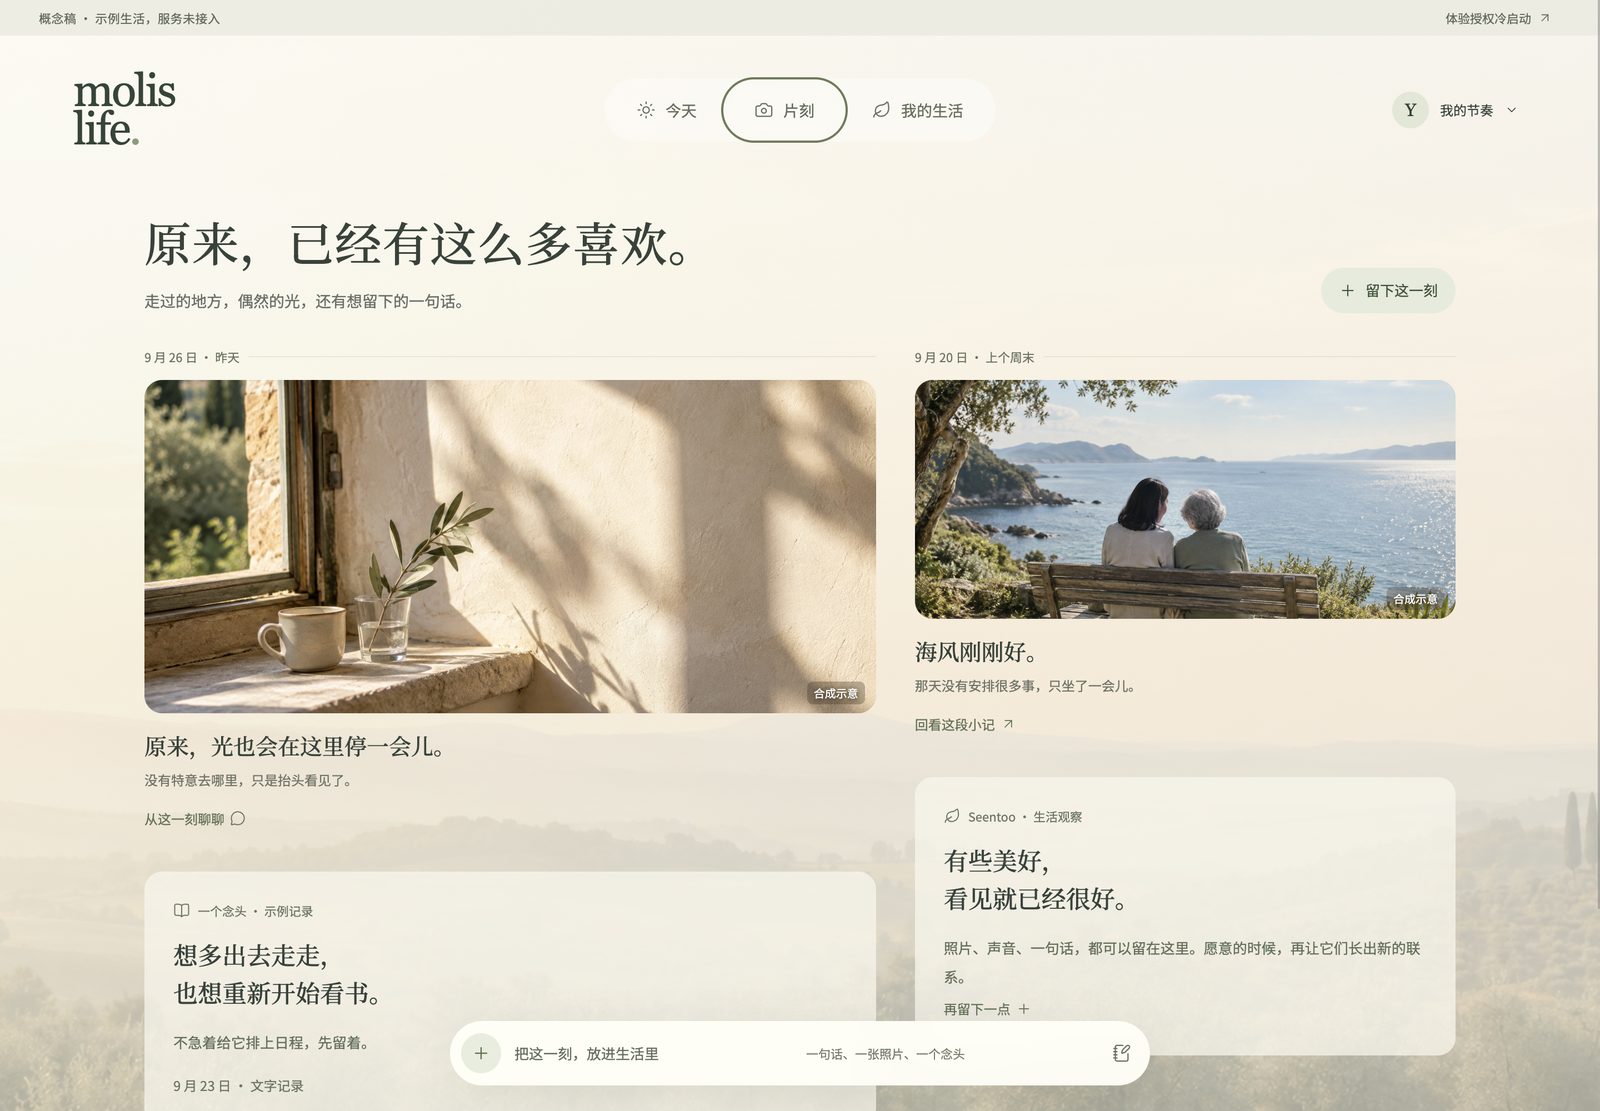 概念稿 · 示例生活，服务未接入
体验授权冷启动
molis
life.
今天
片刻
我的生活
Y
我的节奏
原来，已经有这么多喜欢。
走过的地方，偶然的光，还有想留下的一句话。
留下这一刻
9 月 26 日 · 昨天
合成示意
原来，光也会在这里停一会儿。
没有特意去哪里，只是抬头看见了。
从这一刻聊聊
一个念头 · 示例记录
想多出去走走，
也想重新开始看书。
不急着给它排上日程，先留着。
9 月 23 日 · 文字记录
9 月 20 日 · 上个周末
合成示意
海风刚刚好。
那天没有安排很多事，只坐了一会儿。
回看这段小记
Seentoo · 生活观察
有些美好，
看见就已经很好。
照片、声音、一句话，都可以留在这里。愿意的时候，再让它们长出新的联
系。
再留下一点
把这一刻，放进生活里
一句话、一张照片、一个念头